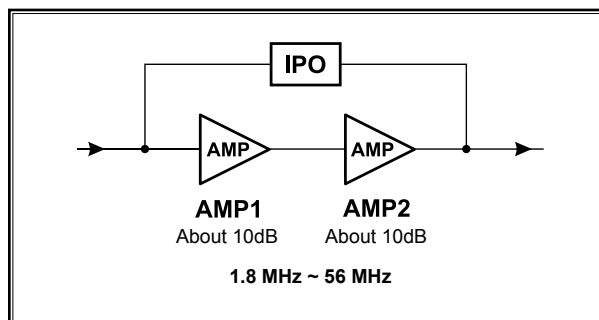 IPO
AMP AMP
AMP1 AMP2
About 10dB About 10dB
1.8 MHz ~ 56 MHz